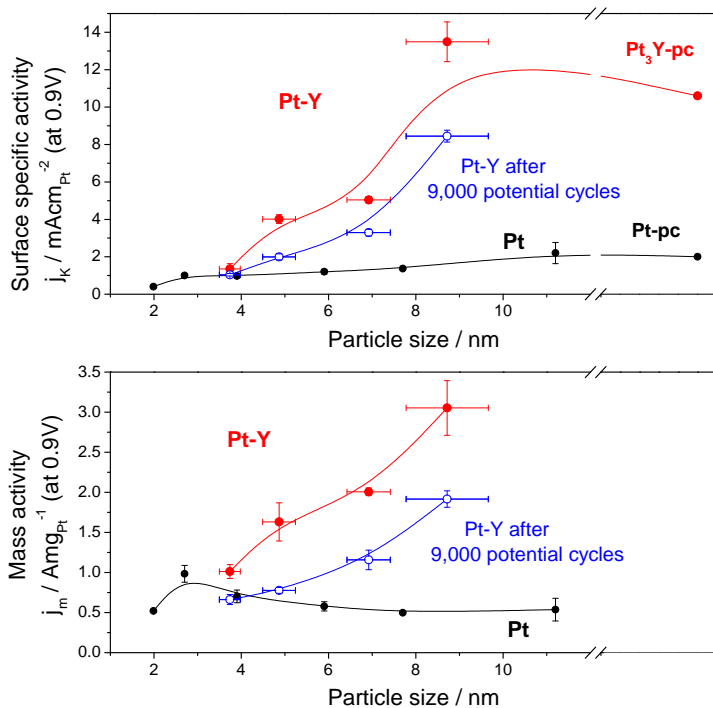 Surface specific activity
j_K / mAcm_Pt^-2 (at 0.9V)
14
12
10
8
6
4
2
0
Pt-Y
Pt₃Y-pc
Pt-Y after
9,000 potential cycles
Pt
Pt-pc
2 4 6 8 10
Particle size / nm
Mass activity
j_m / Amg_Pt^-1 (at 0.9V)
3.5
3.0
2.5
2.0
1.5
1.0
0.5
0.0
Pt-Y
Pt-Y after
9,000 potential cycles
Pt
2 4 6 8 10
Particle size / nm